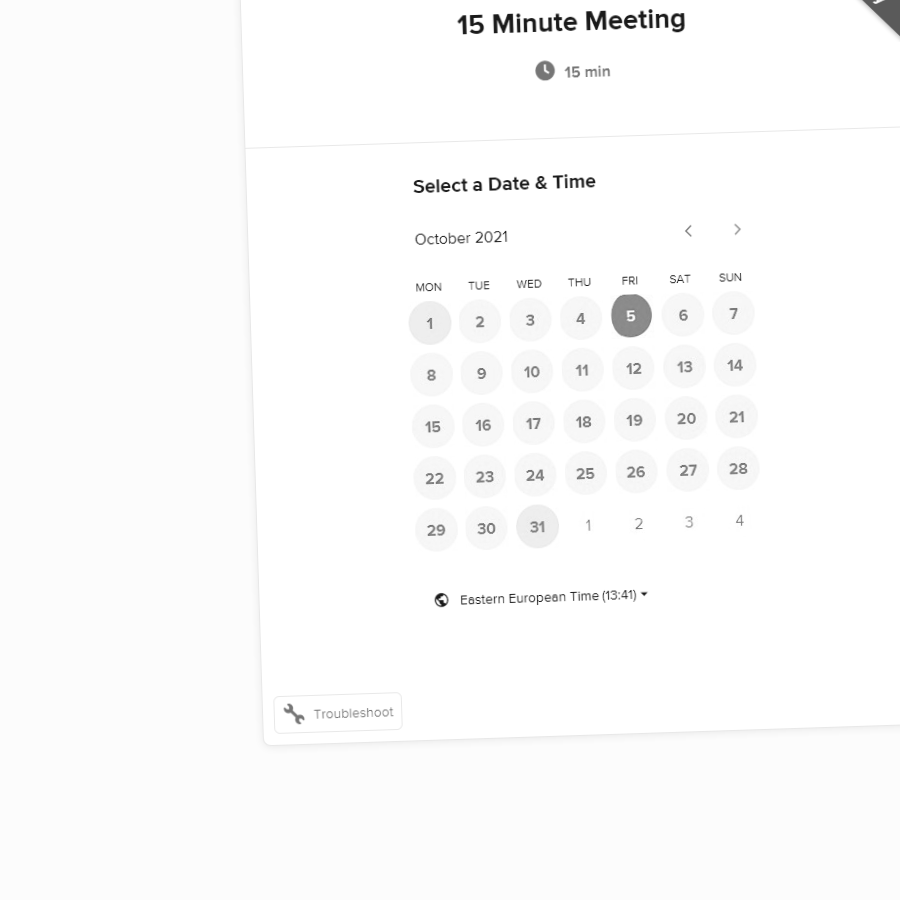 15 Minute Meeting
15 min
Select a Date & Time
October 2021
MON TUE WED THU FRI SAT SUN
1 2 3 4 5 6 7
8 9 10 11 12 13 14
15 16 17 18 19 20 21
22 23 24 25 26 27 28
29 30 31 1 2 3 4
Eastern European Time (13:41)
Troubleshoot